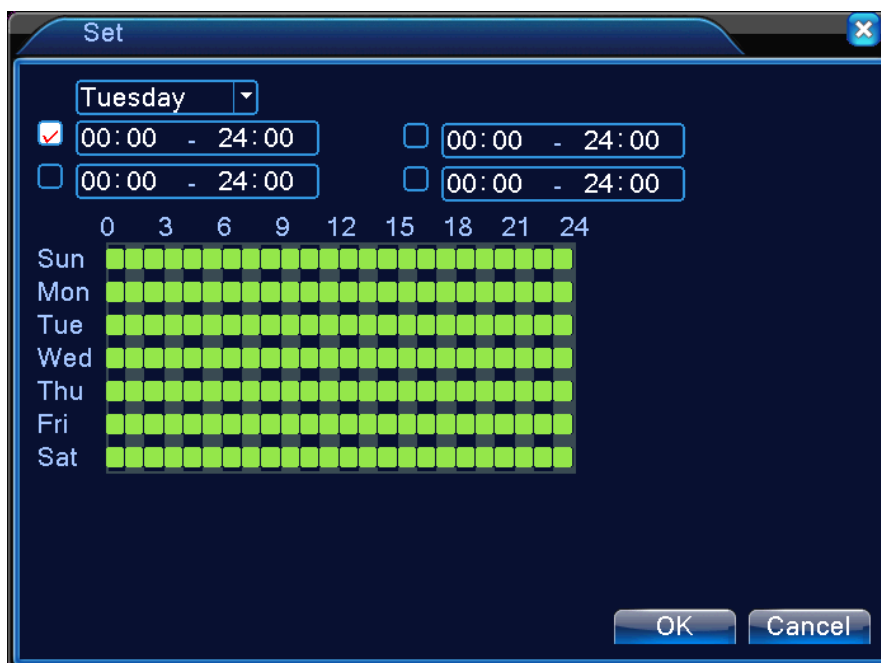 Set
Tuesday
00:00 - 24:00 00:00 - 24:00
00:00 - 24:00 00:00 - 24:00
0 3 6 9 12 15 18 21 24
Sun
Mon
Tue
Wed
Thu
Fri
Sat
OK Cancel